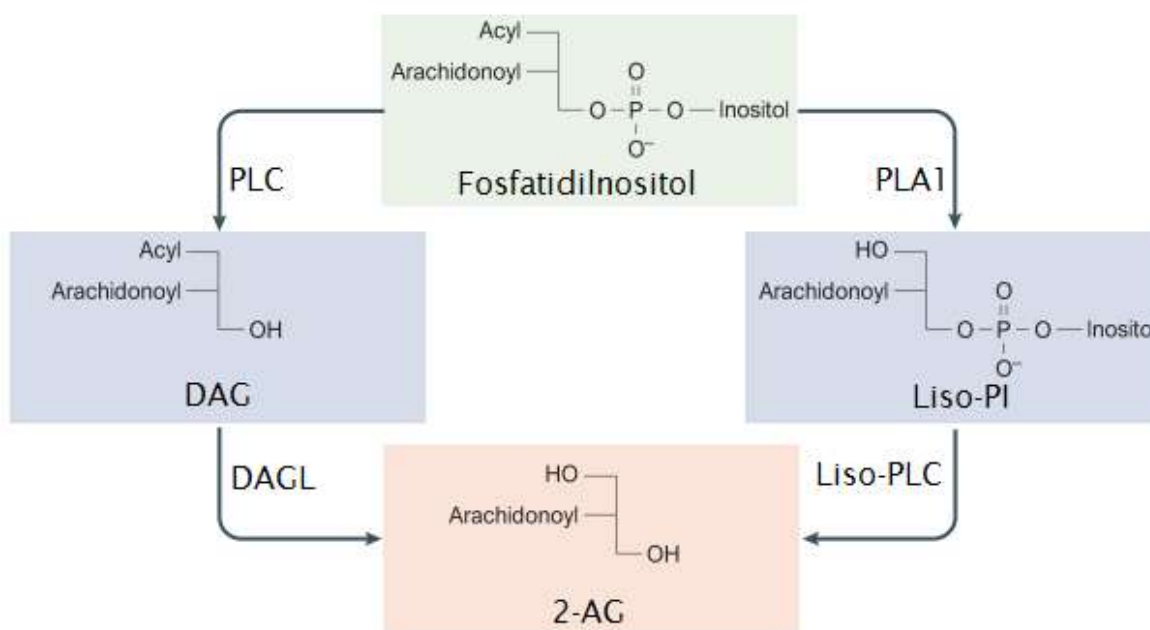 Acyl
Arachidonoyl
O
O – P – O — Inositol
O⁻
FosfatidiInositol
PLC
PLA1
Acyl
Arachidonoyl
OH
DAG
HO
Arachidonoyl
O
O – P – O — Inosito
O⁻
Liso-PI
DAGL
Liso-PLC
HO
Arachidonoyl
OH
2-AG